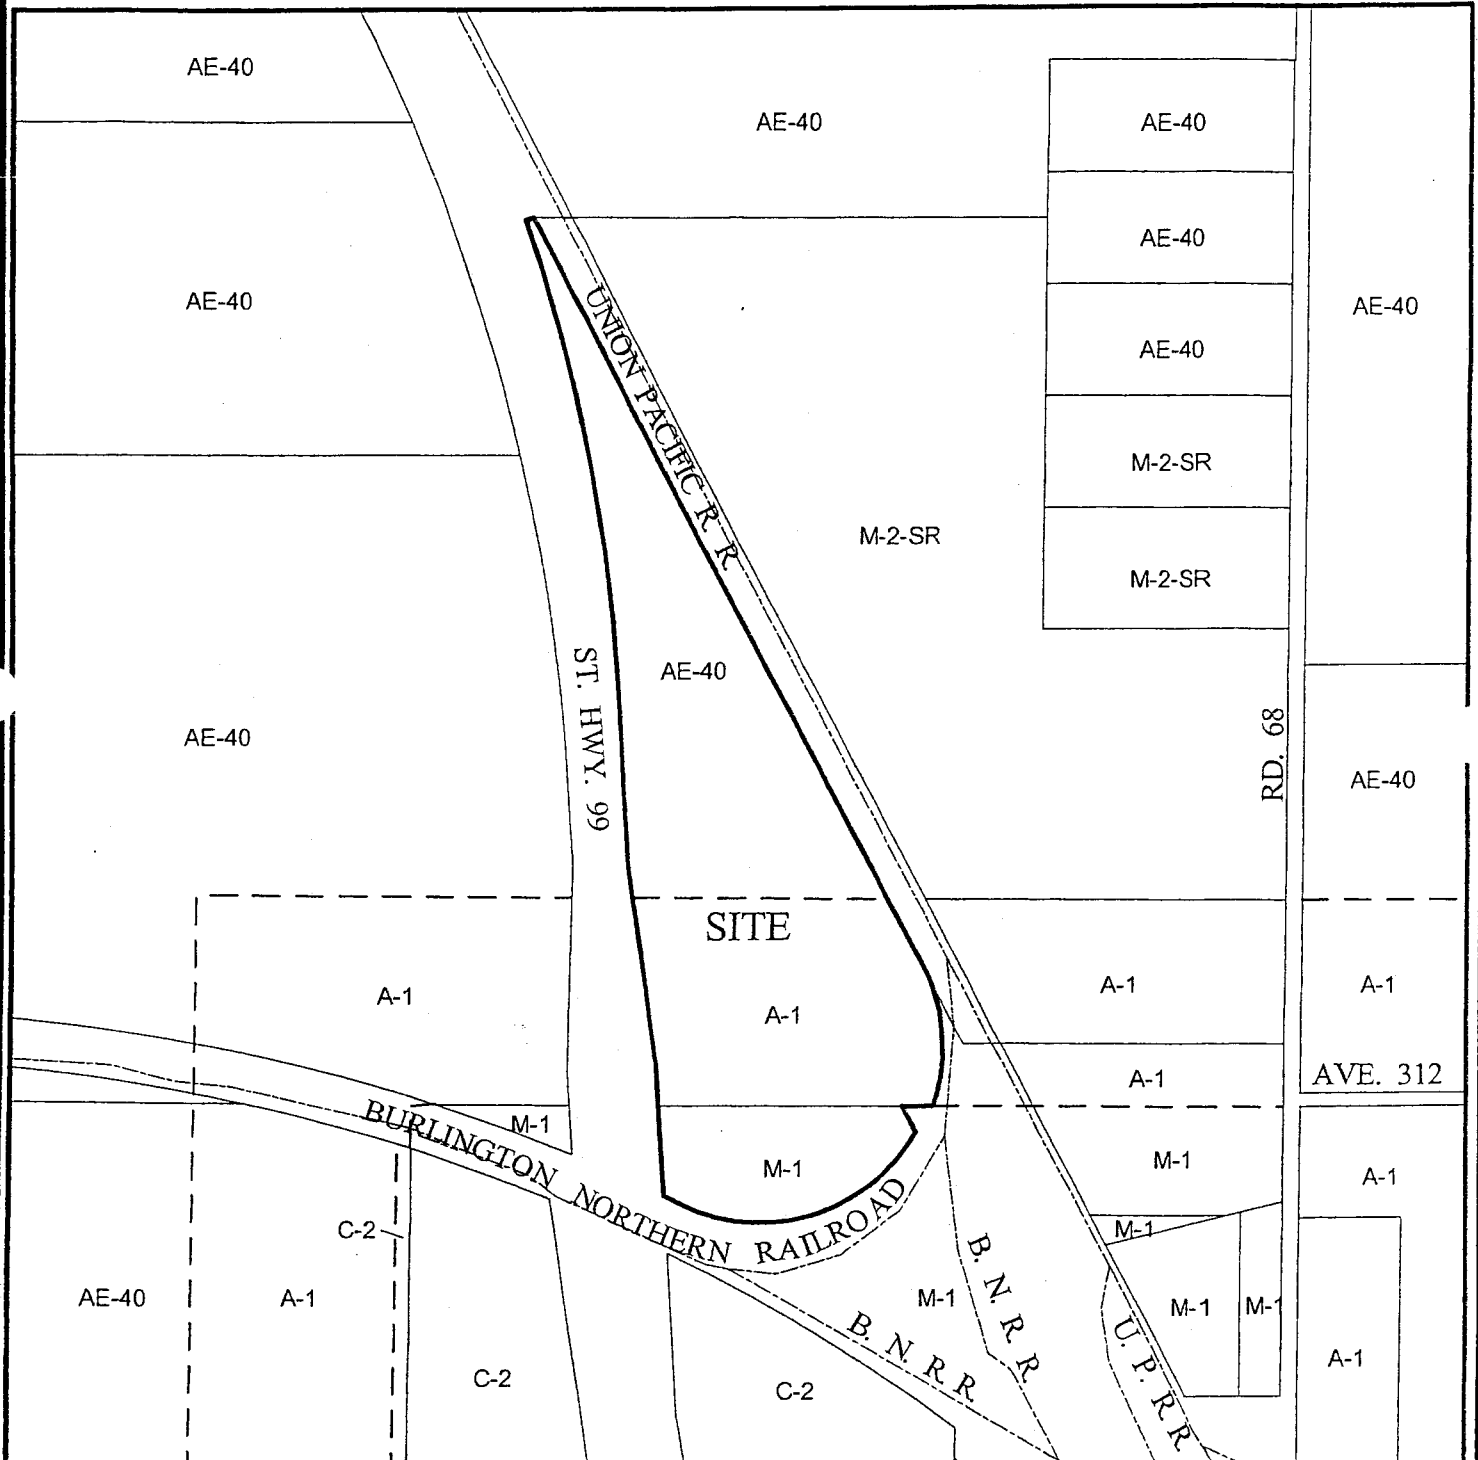 AE-40
AE-40
AE-40
AE-40
AE-40
AE-40
AE-40
UNION PACIFIC R. R.
AE-40
M-2-SR
M-2-SR
M-2-SR
AE-40
ST. HWY. 99
RD. 68
AE-40
AE-40
SITE
A-1
A-1
A-1
A-1
A-1
AVE. 312
BURLINGTON NORTHERN RAILROAD
M-1
M-1
M-1
A-1
C-2
M-1
AE-40
A-1
M-1
B. N. R R
M-1
M-1
B. N. R R.
U. P. R R
C-2
C-2
A-1